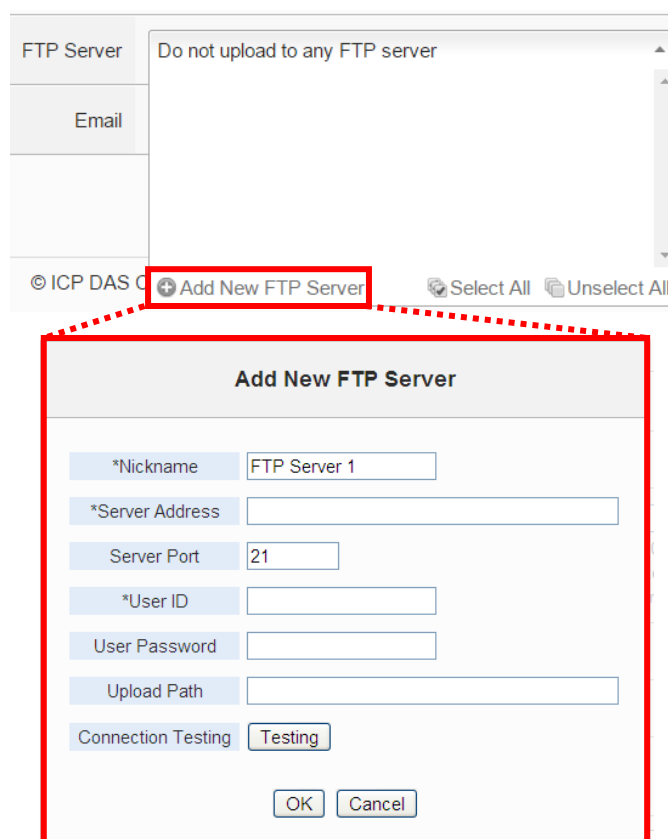 FTP Server Do not upload to any FTP server
Email
© ICP DAS
Add New FTP Server Select All Unselect All
Add New FTP Server
*Nickname FTP Server 1
*Server Address
Server Port 21
*User ID
User Password
Upload Path
Connection Testing Testing
OK Cancel